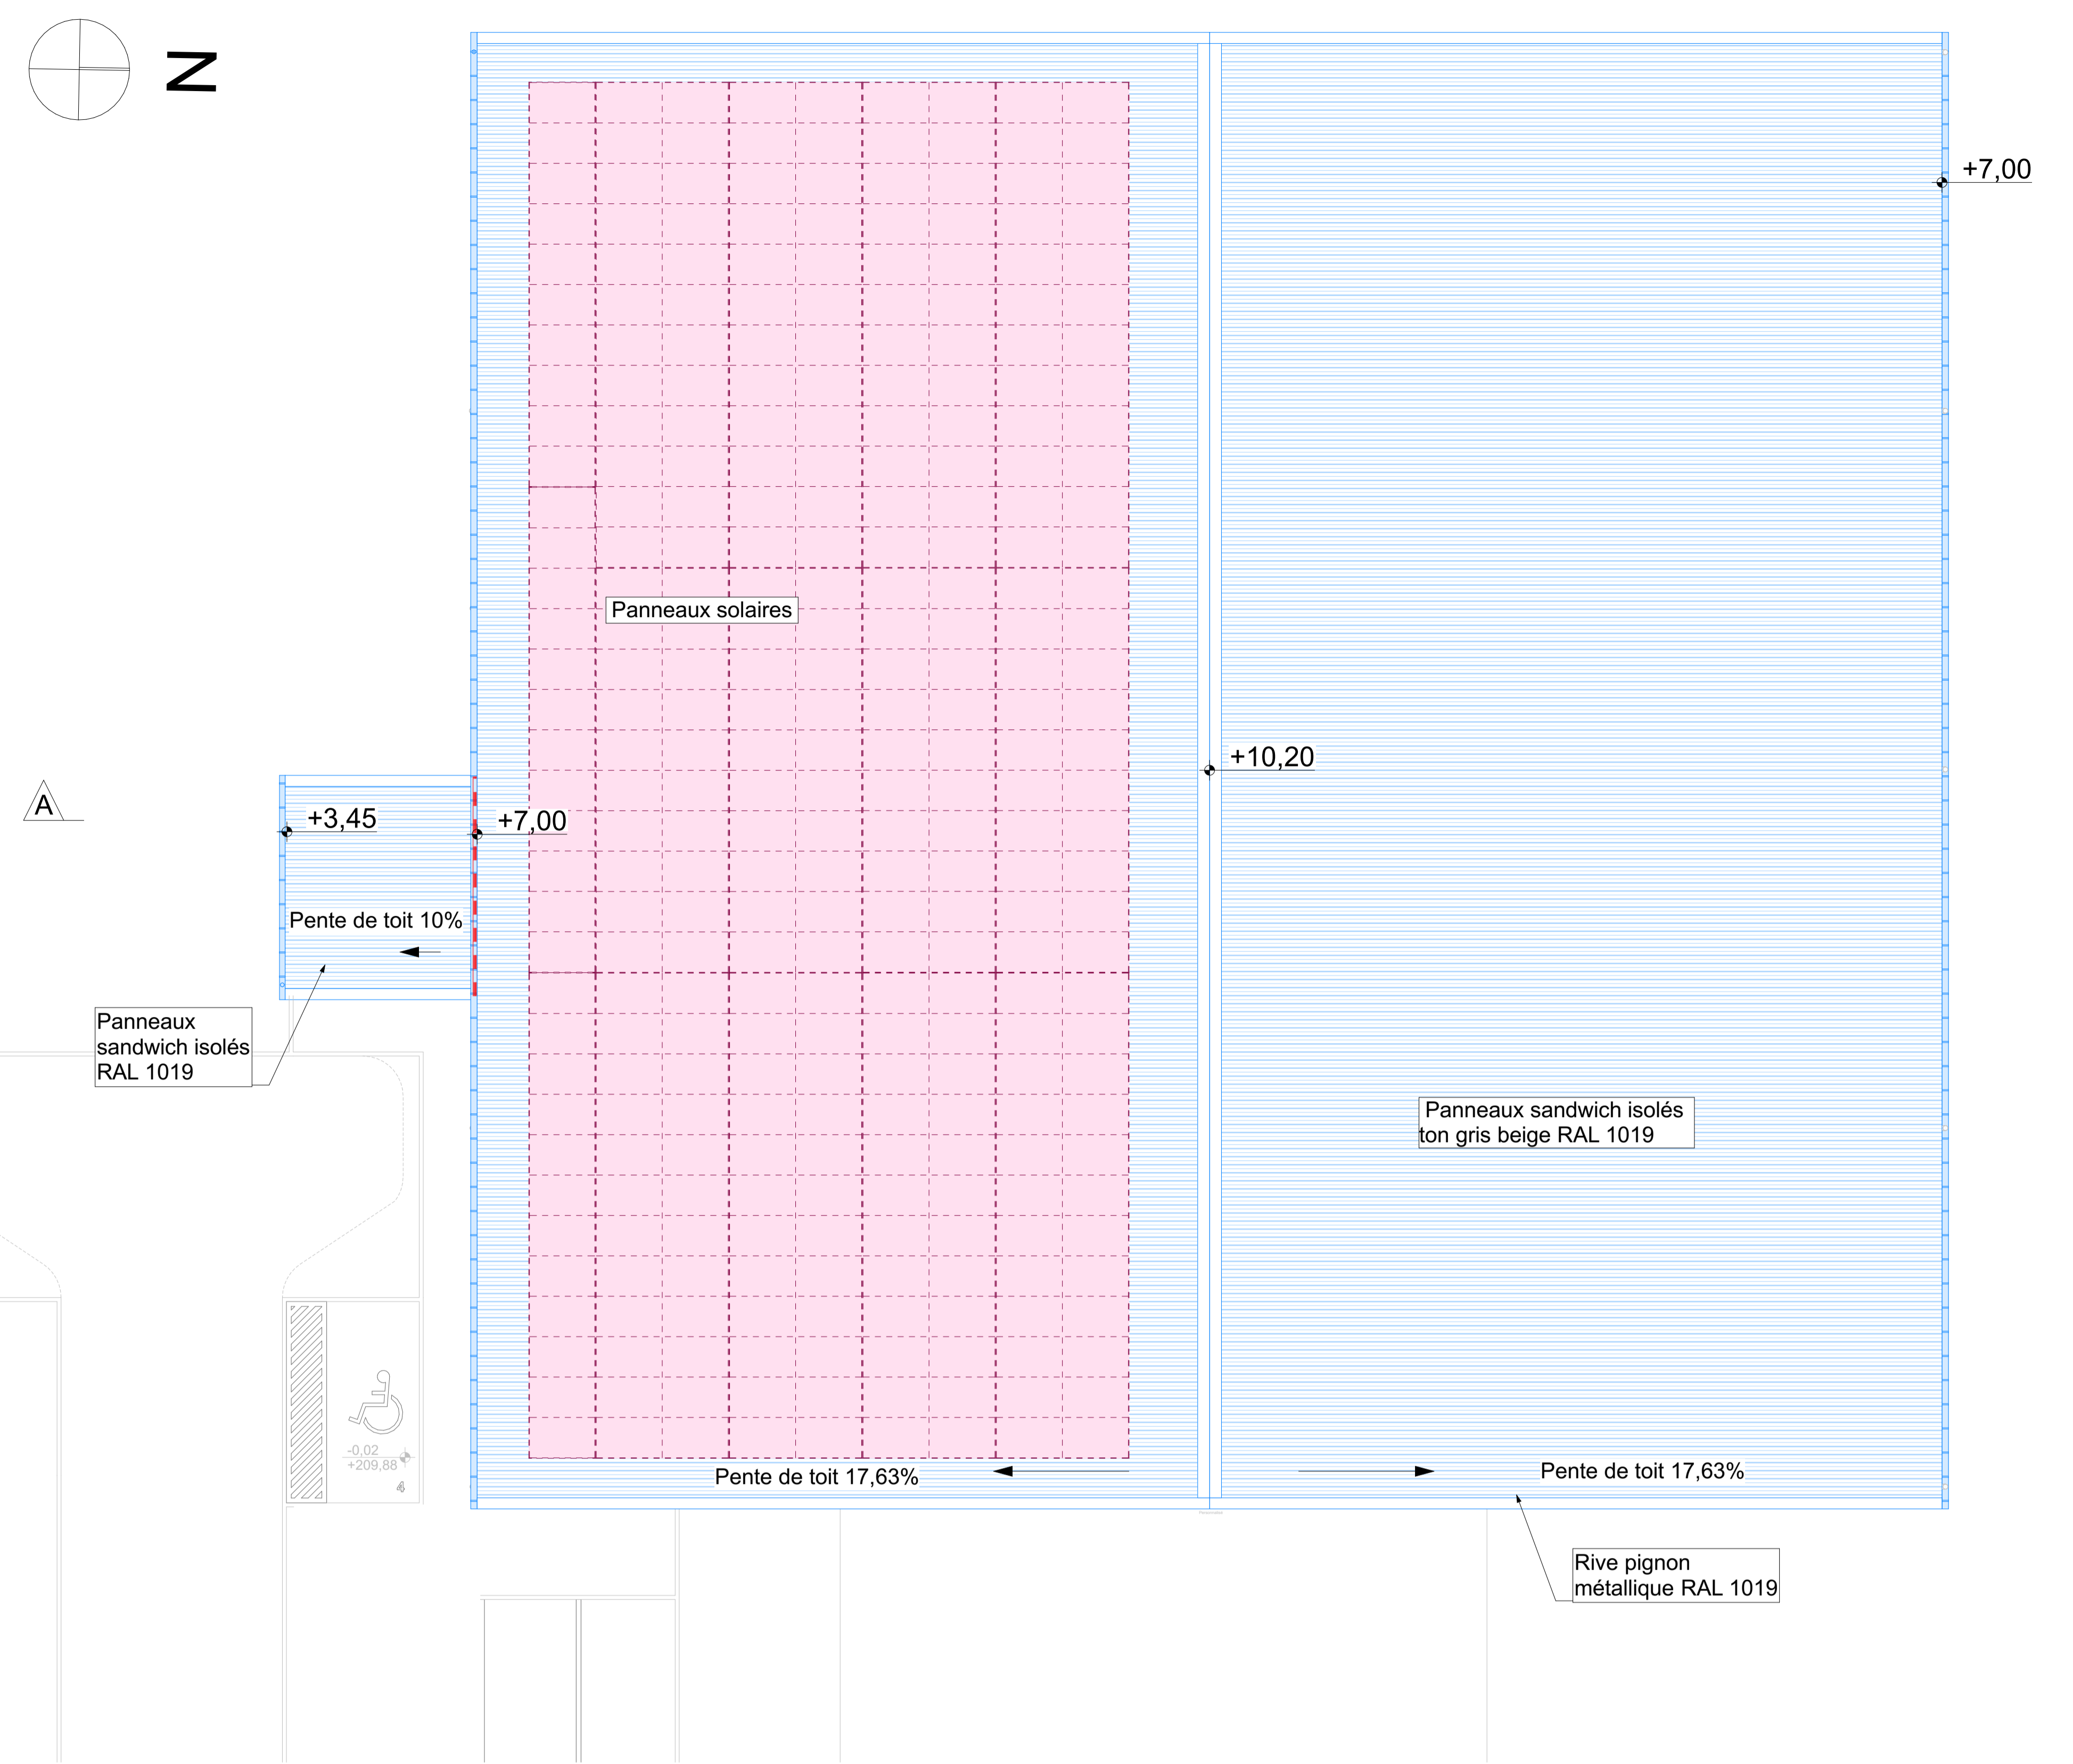 N
+7,00
Panneaux solaires
+10,20
A
+3,45
+7,00
Pente de toit 10%
Panneaux
sandwich isolés
RAL 1019
Panneaux sandwich isolés
ton gris beige RAL 1019
-0,02
+209,88
4
Pente de toit 17,63%
Pente de toit 17,63%
Rive pignon
métallique RAL 1019